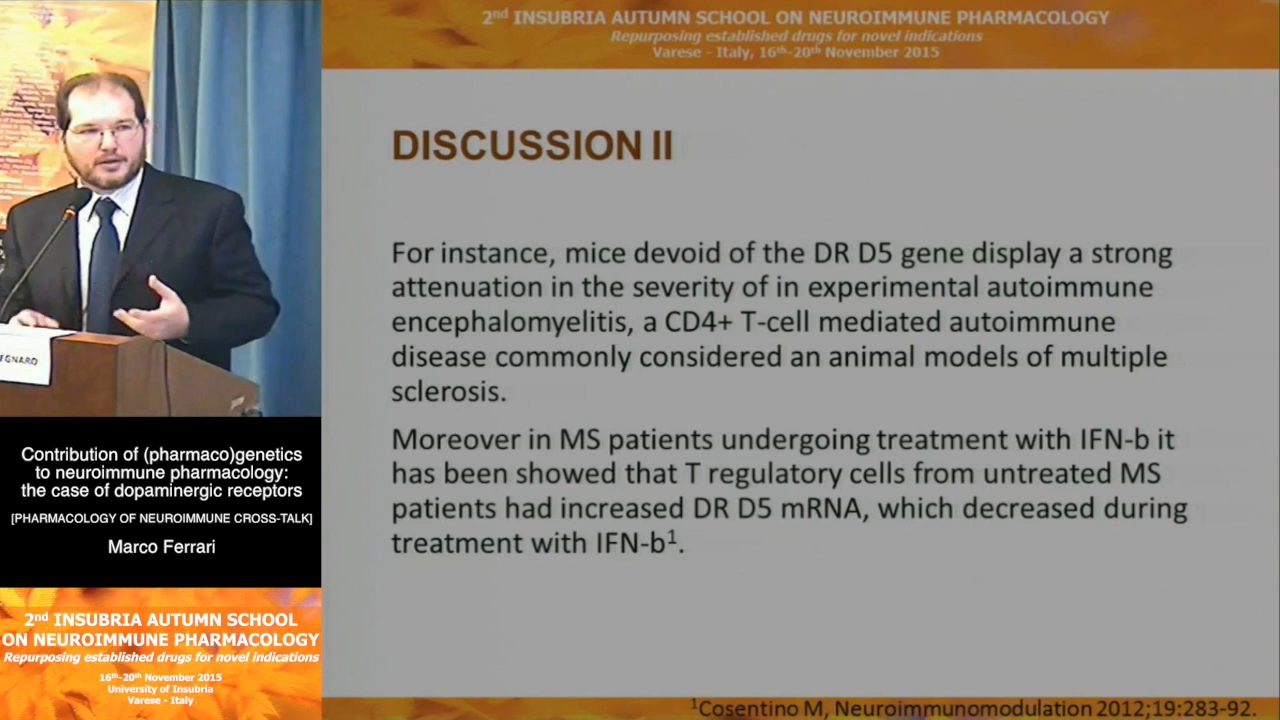 2nd INSUBRIA AUTUMN SCHOOL ON NEUROIMMUNE PHARMACOLOGY
Repurposing established drugs for novel indications
Varese - Italy, 16th-20th November 2015
DISCUSSION II
For instance, mice devoid of the DR D5 gene display a strong
attenuation in the severity of in experimental autoimmune
encephalomyelitis, a CD4+ T-cell mediated autoimmune
disease commonly considered an animal models of multiple
sclerosis.
Moreover in MS patients undergoing treatment with IFN-b it
has been showed that T regulatory cells from untreated MS
patients had increased DR D5 mRNA, which decreased during
treatment with IFN-b1.
1Cosentino M, Neuroimmunomodulation 2012;19:283-92.
Contribution of (pharmaco)genetics
to neuroimmune pharmacology:
the case of dopaminergic receptors
[PHARMACOLOGY OF NEUROIMMUNE CROSS-TALK]
Marco Ferrari
2nd INSUBRIA AUTUMN SCHOOL
ON NEUROIMMUNE PHARMACOLOGY
Repurposing established drugs for novel indications
16th-20th November 2015
University of Insubria
Varese - Italy